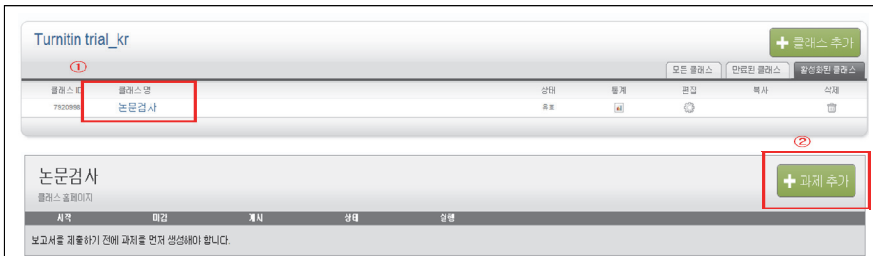 Turnitin trial_kr
+ 클래스 추가
①
모든 클래스 만료된 클래스 활성화된 클래스
클래스 ID 클래스 명 상태 통계 편집 복사 삭제
논문검사 유효
②
논문검사
+ 과제 추가
클래스 홈페이지
시작 마감 게시 상태 실행
보고서를 제출하기 전에 과제를 먼저 생성해야 합니다.